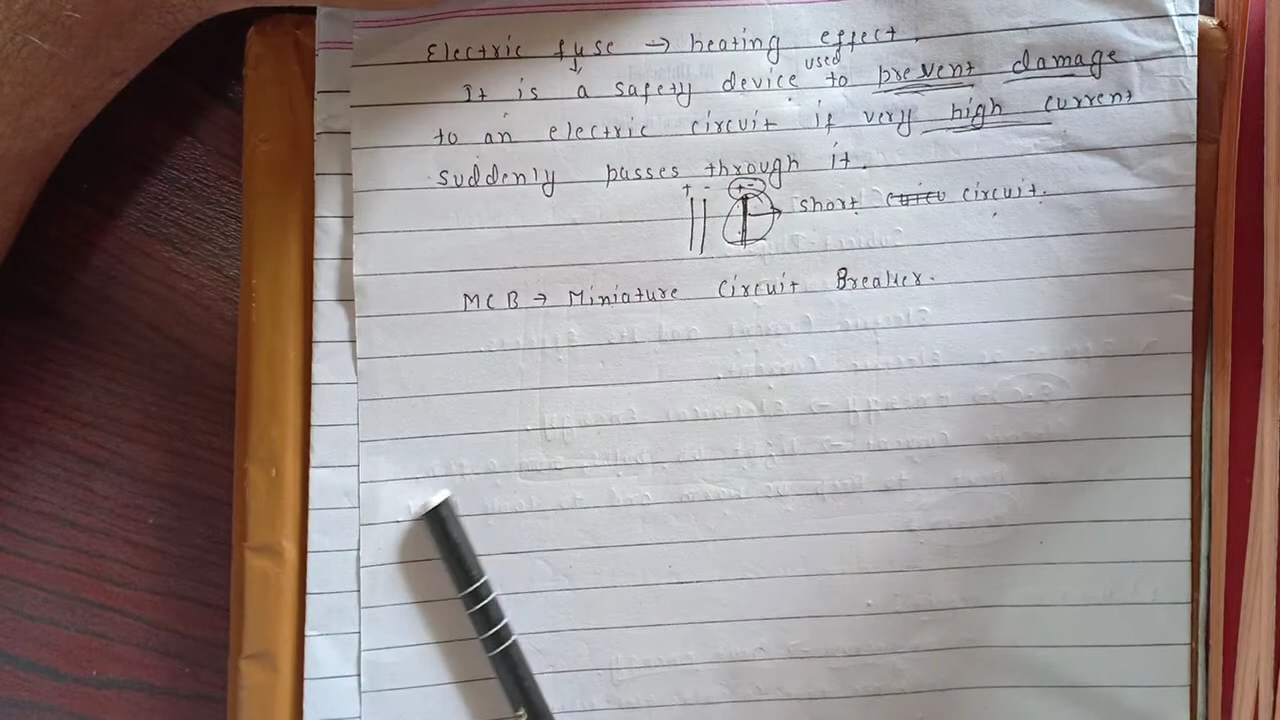 Electric fuse → heating effect.
It is a safety device used to prevent damage
to an electric circuit if very high current
suddenly passes through it.
+ - + - short circuit.
MCB → Miniature Circuit Breaker.